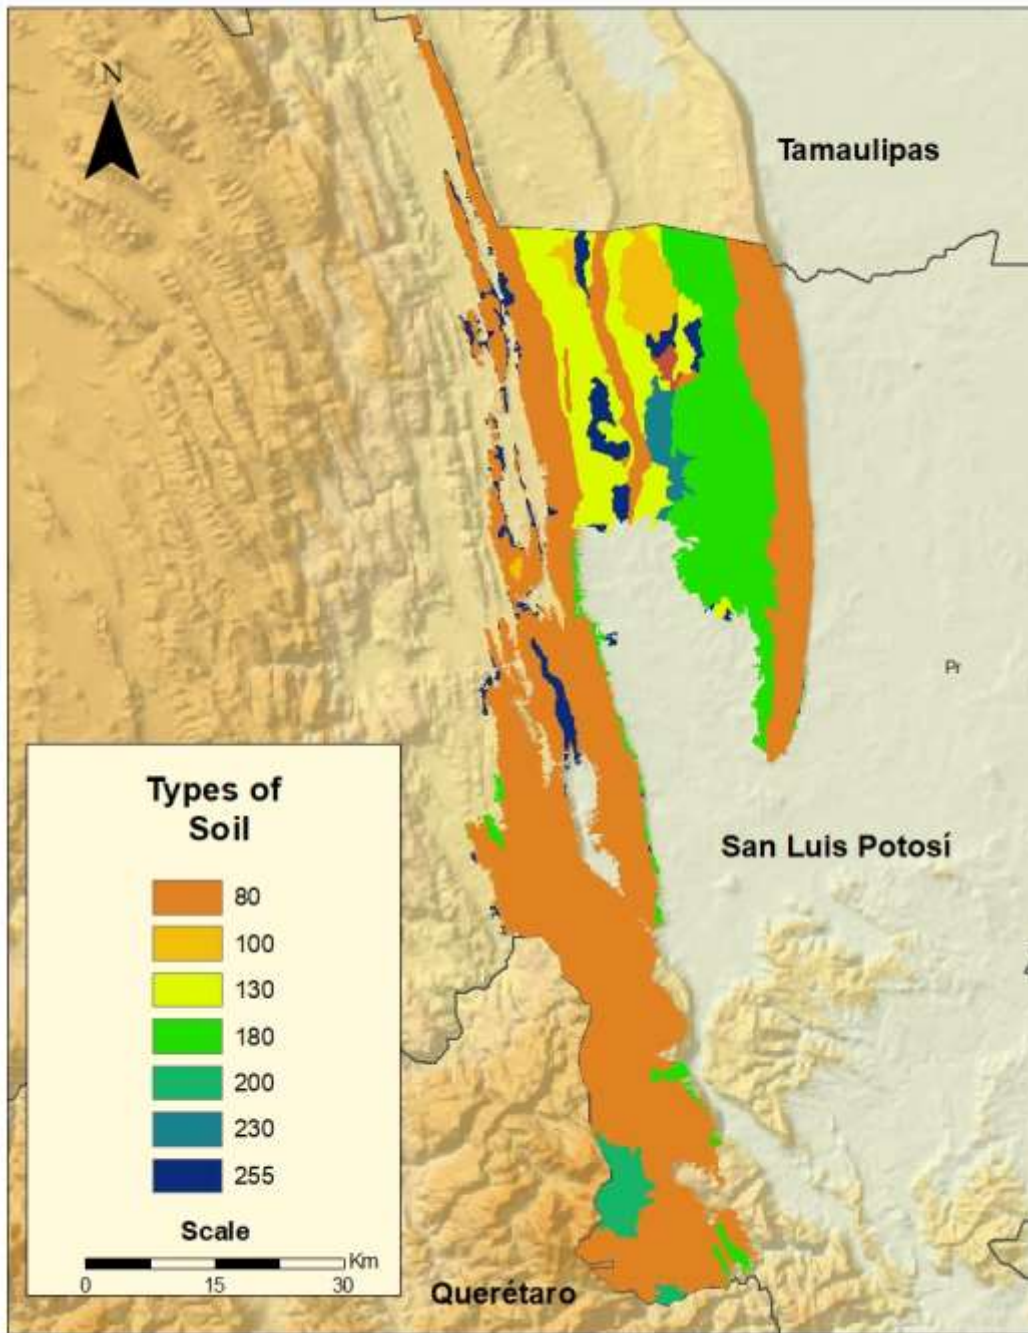 N
Tamaulipas
Pr
Types of
Soil
San Luis Potosí
80
100
130
180
200
230
255
Scale
Km
0 15 30
Querétaro